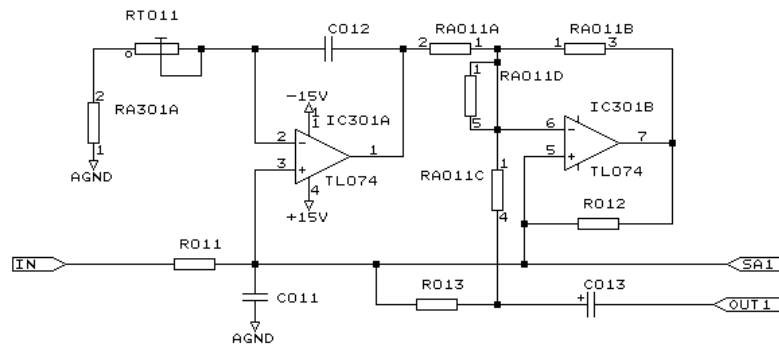 RT011
C012
RA011A
RA011B
2 1
1 3
RA011D
1
5
-15V
1
1
IC301A
IC301B
2
RA301A
1
AGND
2
3
1
TL074
4
+15V
6
5
7
TL074
RA011C
1
4
R012
IN
R011
SA1
C011
AGND
R013
+
C013
OUT1